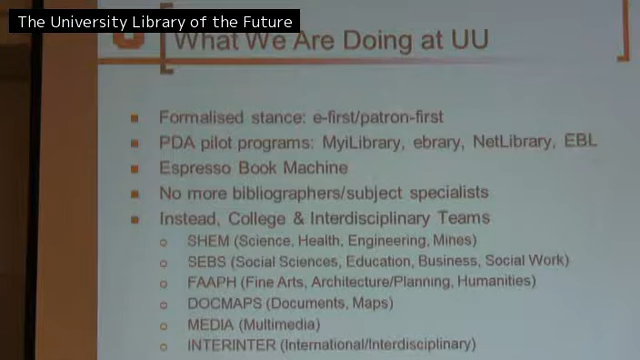 The University Library of the Future
What We Are Doing at UU
Formalised stance: e-first/patron-first
PDA pilot programs: MyiLibrary, ebrary, NetLibrary, EBL
Espresso Book Machine
No more bibliographers/subject specialists
Instead, College & Interdisciplinary Teams
SHEM (Science, Health, Engineering, Mines)
SEBS (Social Sciences, Education, Business, Social Work)
FAAPH (Fine Arts, Architecture/Planning, Humanities)
DOCMAPS (Documents, Maps)
MEDIA (Multimedia)
INTERINTER (International/Interdisciplinary)